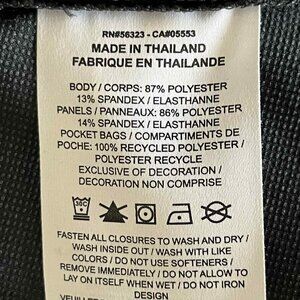 RN#56323 - CA#05553
MADE IN THAILAND
FABRIQUE EN THAILANDE
BODY / CORPS: 87% POLYESTER
13% SPANDEX / ELASTHANNE
PANELS / PANNEAUX: 86% POLYESTER
14% SPANDEX / ELASTHANNE
POCKET BAGS / COMPARTIMENTS DE
POCHE: 100% RECYCLED POLYESTER /
POLYESTER RECYCLE
EXCLUSIVE OF DECORATION /
DECORATION NON COMPRISE
30C
FASTEN ALL CLOSURES TO WASH AND DRY /
WASH INSIDE OUT / WASH WITH LIKE
COLORS / DO NOT USE SOFTENERS /
REMOVE IMMEDIATELY / DO NOT ALLOW TO
LAY ON ITSELF WHEN WET / DO NOT IRON
DESIGN